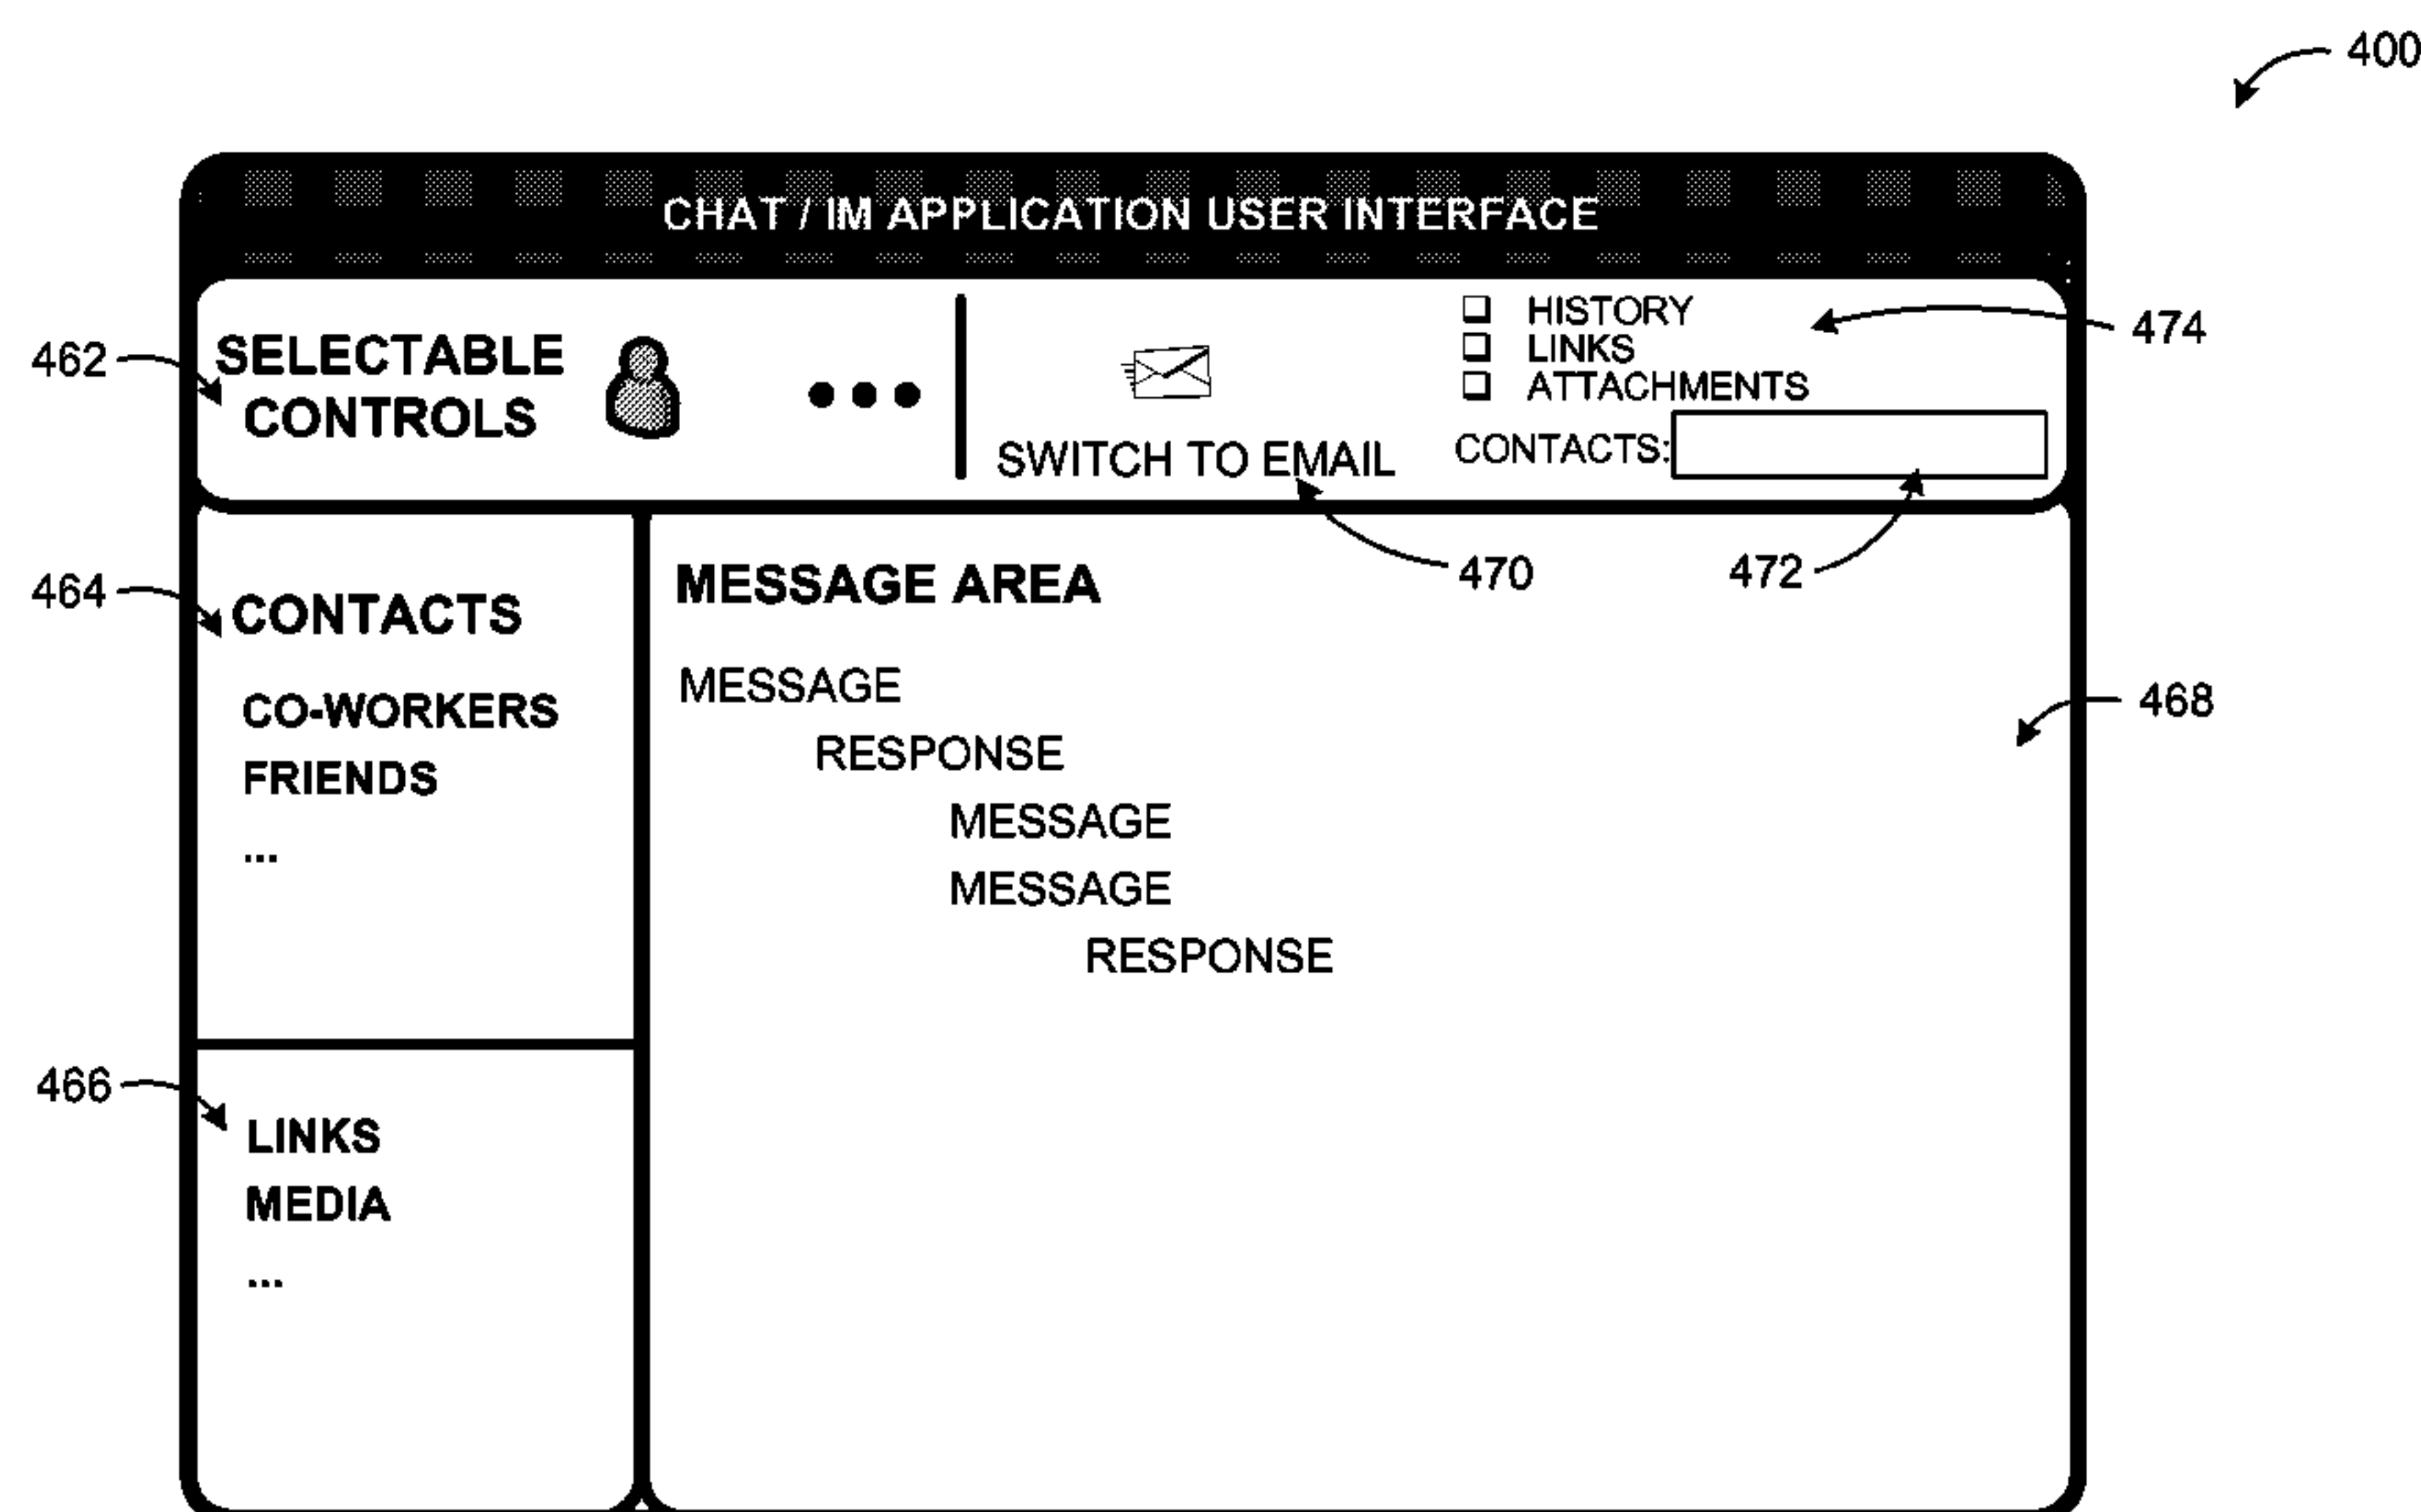 400
CHAT / IM APPLICATION USER INTERFACE
462
SELECTABLE
CONTROLS
SWITCH TO EMAIL
HISTORY
LINKS
ATTACHMENTS
CONTACTS:
474
470
472
464
CONTACTS
CO-WORKERS
FRIENDS
...
MESSAGE AREA
MESSAGE
RESPONSE
MESSAGE
MESSAGE
RESPONSE
468
466
LINKS
MEDIA
...